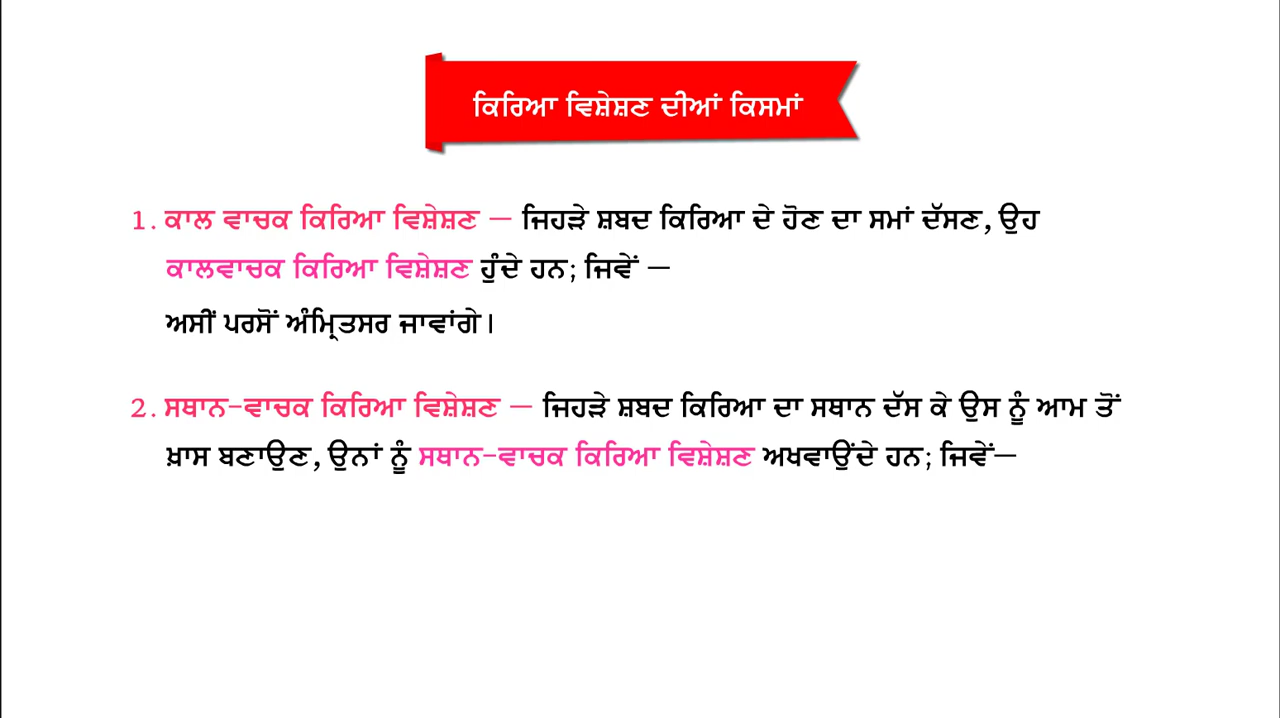 ਕਿਰਿਆ ਵਿਸ਼ੇਸ਼ਣ ਦੀਆਂ ਕਿਸਮਾਂ
1. ਕਾਲ ਵਾਚਕ ਕਿਰਿਆ ਵਿਸ਼ੇਸ਼ਣ — ਜਿਹੜੇ ਸ਼ਬਦ ਕਿਰਿਆ ਦੇ ਹੋਣ ਦਾ ਸਮਾਂ ਦੱਸਣ, ਉਹ
ਕਾਲਵਾਚਕ ਕਿਰਿਆ ਵਿਸ਼ੇਸ਼ਣ ਹੁੰਦੇ ਹਨ; ਜਿਵੇਂ —
ਅਸੀਂ ਪਰਸੋਂ ਅੰਮ੍ਰਿਤਸਰ ਜਾਵਾਂਗੇ।
2. ਸਥਾਨ-ਵਾਚਕ ਕਿਰਿਆ ਵਿਸ਼ੇਸ਼ਣ — ਜਿਹੜੇ ਸ਼ਬਦ ਕਿਰਿਆ ਦਾ ਸਥਾਨ ਦੱਸ ਕੇ ਉਸ ਨੂੰ ਆਮ ਤੋਂ
ਖ਼ਾਸ ਬਣਾਉਣ, ਉਨਾਂ ਨੂੰ ਸਥਾਨ-ਵਾਚਕ ਕਿਰਿਆ ਵਿਸ਼ੇਸ਼ਣ ਅਖਵਾਉਂਦੇ ਹਨ; ਜਿਵੇਂ—